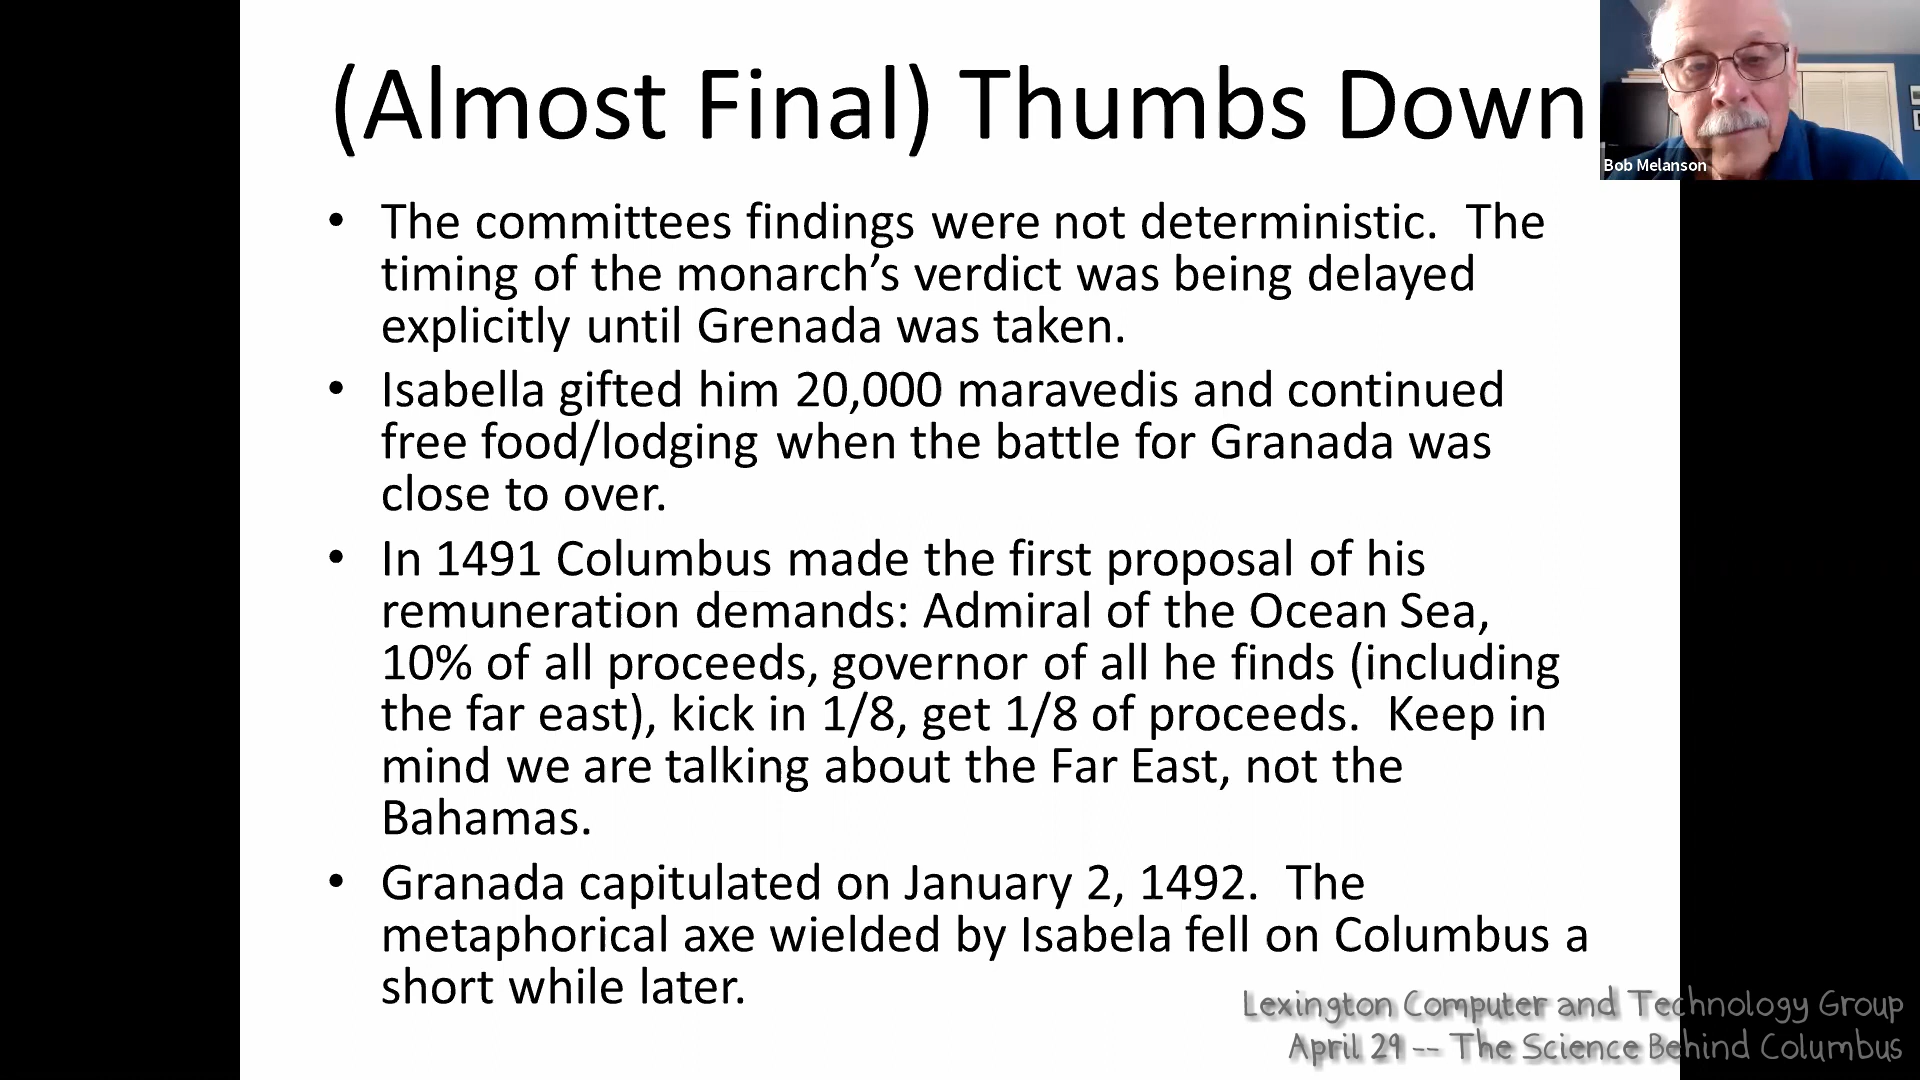 (Almost Final) Thumbs Down
Bob Melanson
• The committees findings were not deterministic.  The
timing of the monarch’s verdict was being delayed
explicitly until Grenada was taken.
• Isabella gifted him 20,000 maravedis and continued
free food/lodging when the battle for Granada was
close to over.
• In 1491 Columbus made the first proposal of his
remuneration demands: Admiral of the Ocean Sea,
10% of all proceeds, governor of all he finds (including
the far east), kick in 1/8, get 1/8 of proceeds.  Keep in
mind we are talking about the Far East, not the
Bahamas.
• Granada capitulated on January 2, 1492.  The
metaphorical axe wielded by Isabela fell on Columbus a
short while later.
Lexington Computer and Technology Group
April 29 -- The Science Behind Columbus